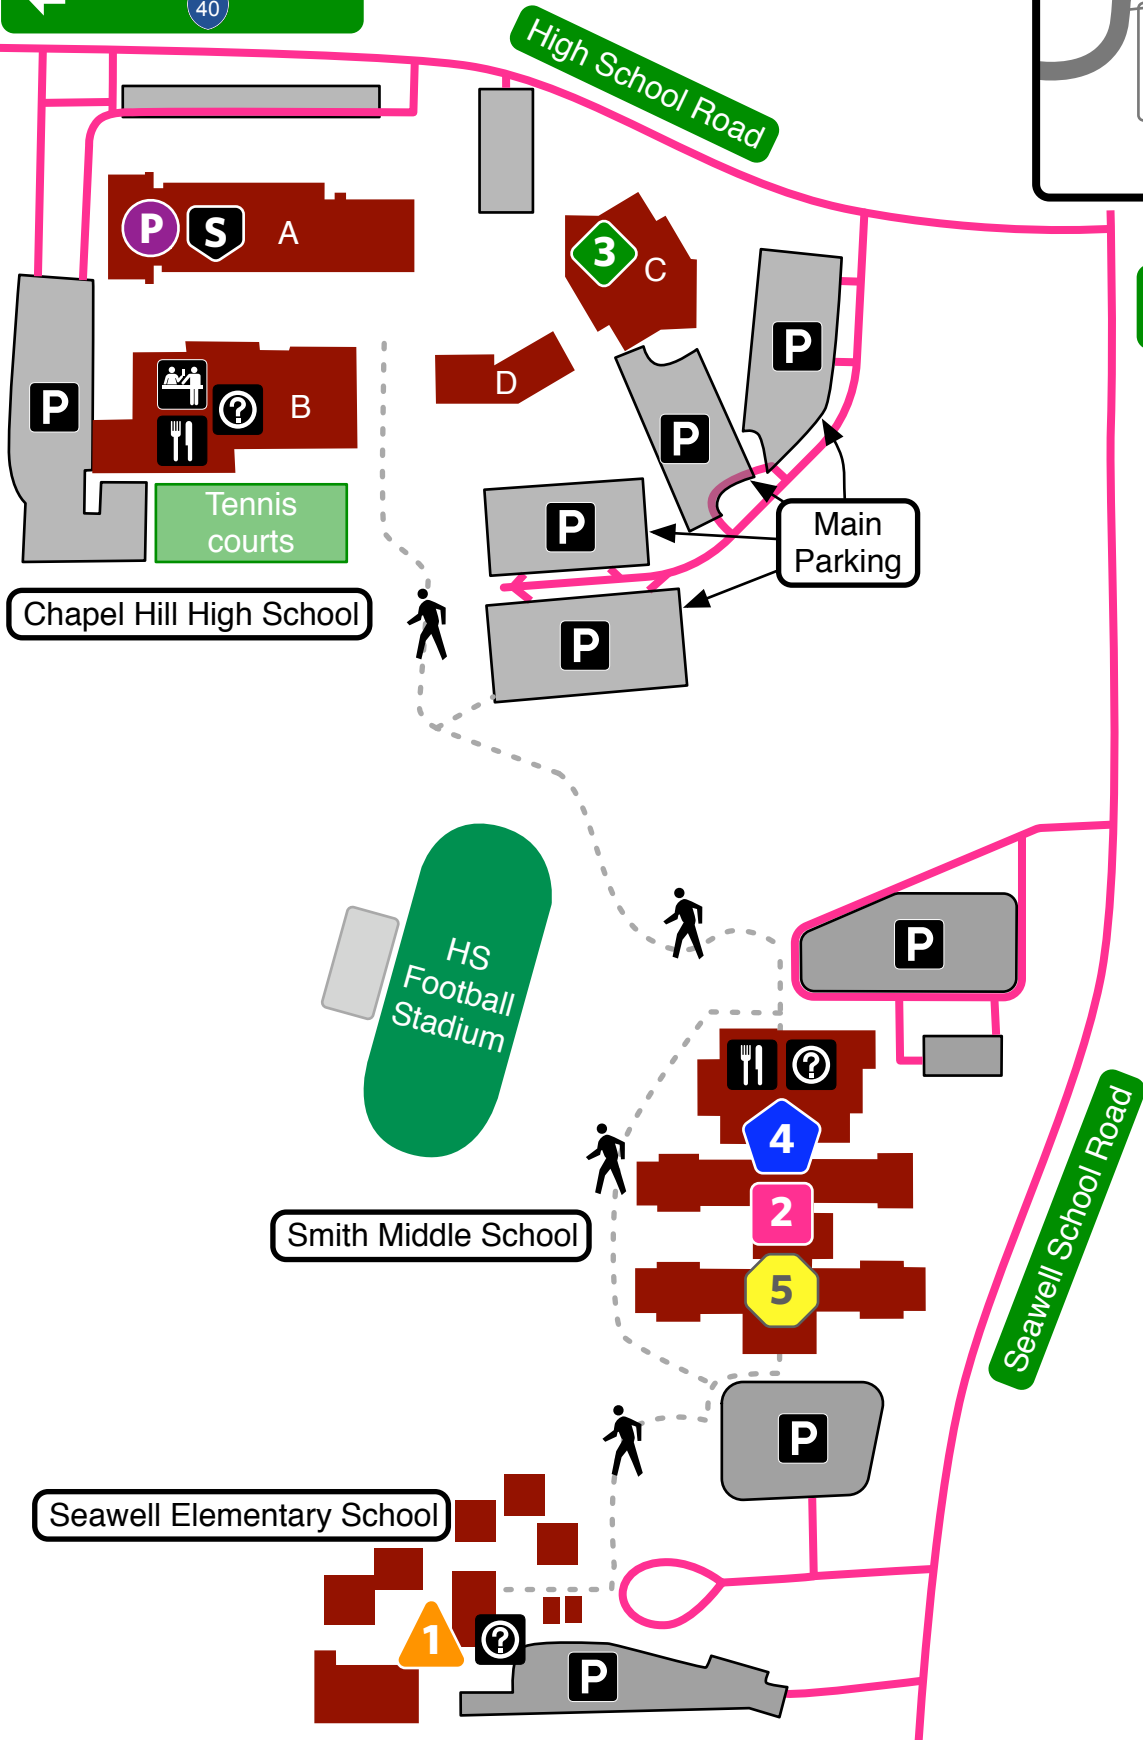 40
High School Road
P
S
A
3
C
P
D
P
B
P
P
Tennis
courts
Main
Parking
Chapel Hill High School
P
HS
Football
Stadium
P
?
?
4
2
Smith Middle School
5
Seawell School Road
P
Seawell Elementary School
1
?
P